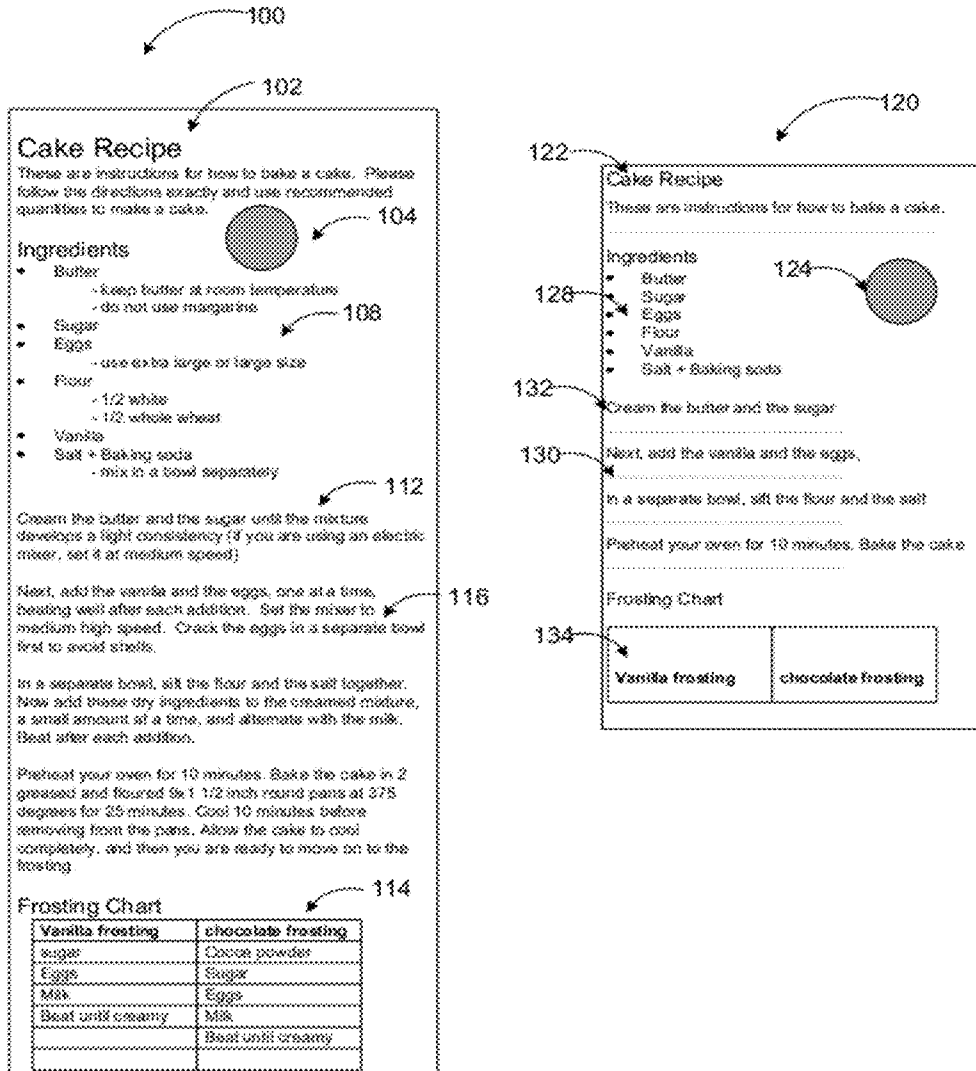 100
102
Cake Recipe
These are instructions for how to bake a cake. Please
follow the directions exactly and use recommended
quantities to make a cake.
104
Ingredients
• Butter
- keep butter at room temperature
- do not use margarine
108
• Sugar
• Eggs
- use extra large or large size
• Flour
- 1/2 white
- 1/2 whole wheat
• Vanilla
• Salt + Baking soda
- mix in a bowl separately
112
Cream the butter and the sugar until the mixture
develops a light consistency (if you are using an electric
mixer, set it at medium speed)
Next, add the vanilla and the eggs, one at a time,
beating well after each addition. Set the mixer to
116
medium high speed. Crack the eggs in a separate bowl
first to avoid shells.
In a separate bowl, sift the flour and the salt together.
Now add these dry ingredients to the creamed mixture,
a small amount at a time, and alternate with the milk.
Beat after each addition.
Preheat your oven for 10 minutes. Bake the cake in 2
greased and floured 9x1 1/2 inch round pans at 375
degrees for 25 minutes. Cool 10 minutes before
removing from the pans. Allow the cake to cool
completely, and then you are ready to move on to the
frosting
114
Frosting Chart
Vanilla frosting chocolate frosting
sugar Cocoa powder
Eggs Sugar
Milk Eggs
Beat until creamy Milk
Beat until creamy
120
122
Cake Recipe
These are instructions for how to bake a cake.
Ingredients
124
• Butter
128
• Sugar
• Eggs
• Flour
• Vanilla
• Salt + Baking soda
132
Cream the butter and the sugar
130
Next, add the vanilla and the eggs,
In a separate bowl, sift the flour and the salt
Preheat your oven for 10 minutes. Bake the cake
Frosting Chart
134
Vanilla frosting chocolate frosting